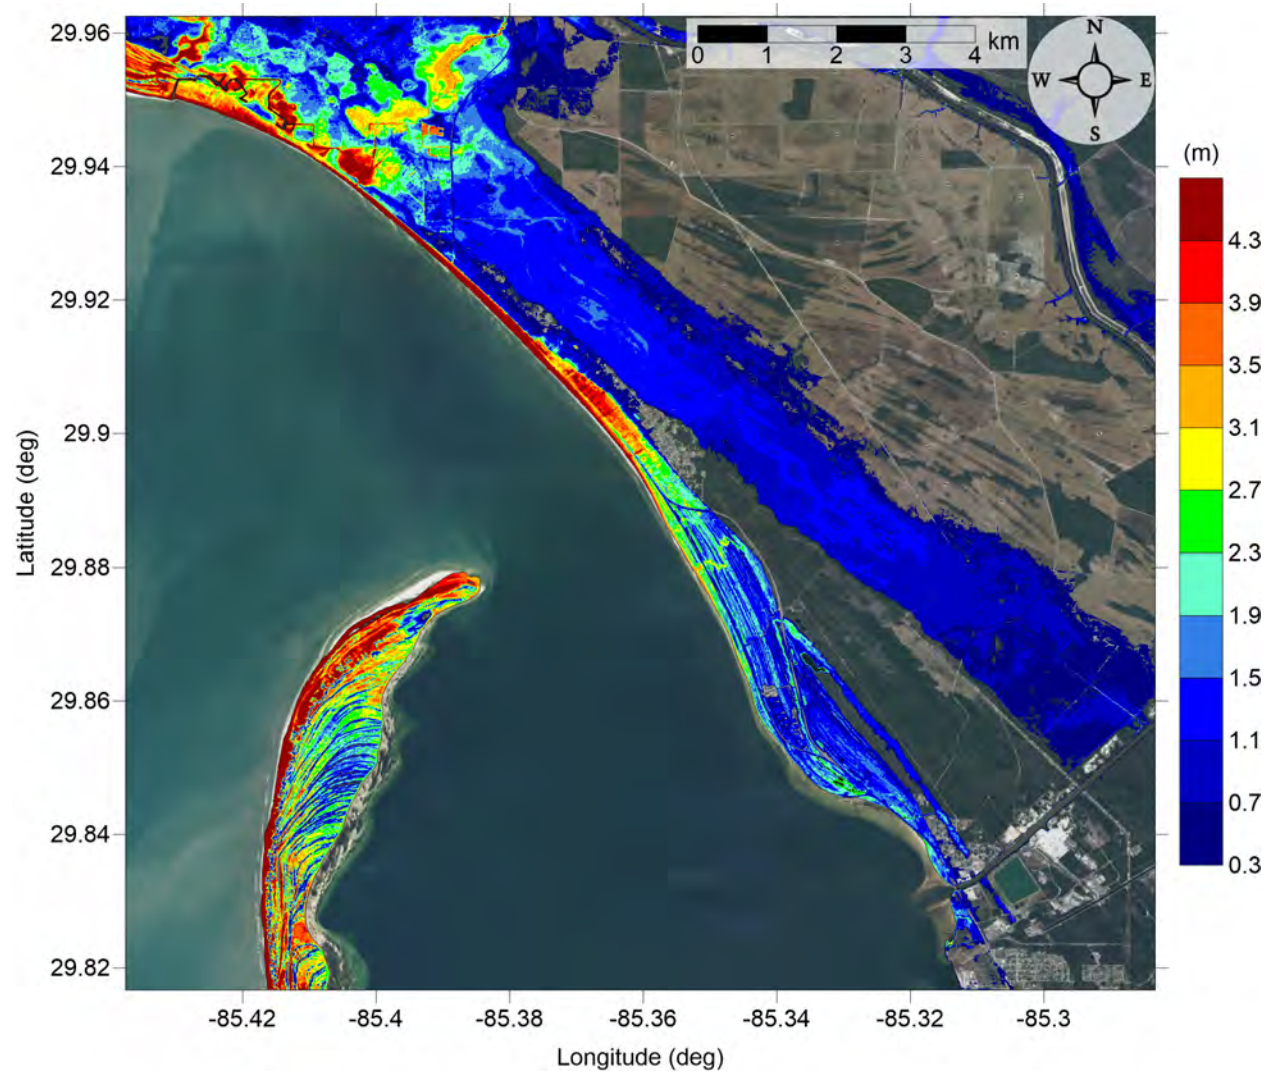 29.96
29.94
29.92
29.9
29.88
29.86
29.84
29.82
Latitude (deg)
0 1 2 3 4 km
N
W E
S
(m)
4.3
3.9
3.5
3.1
2.7
2.3
1.9
1.5
1.1
0.7
0.3
-85.42 -85.4 -85.38 -85.36 -85.34 -85.32 -85.3
Longitude (deg)